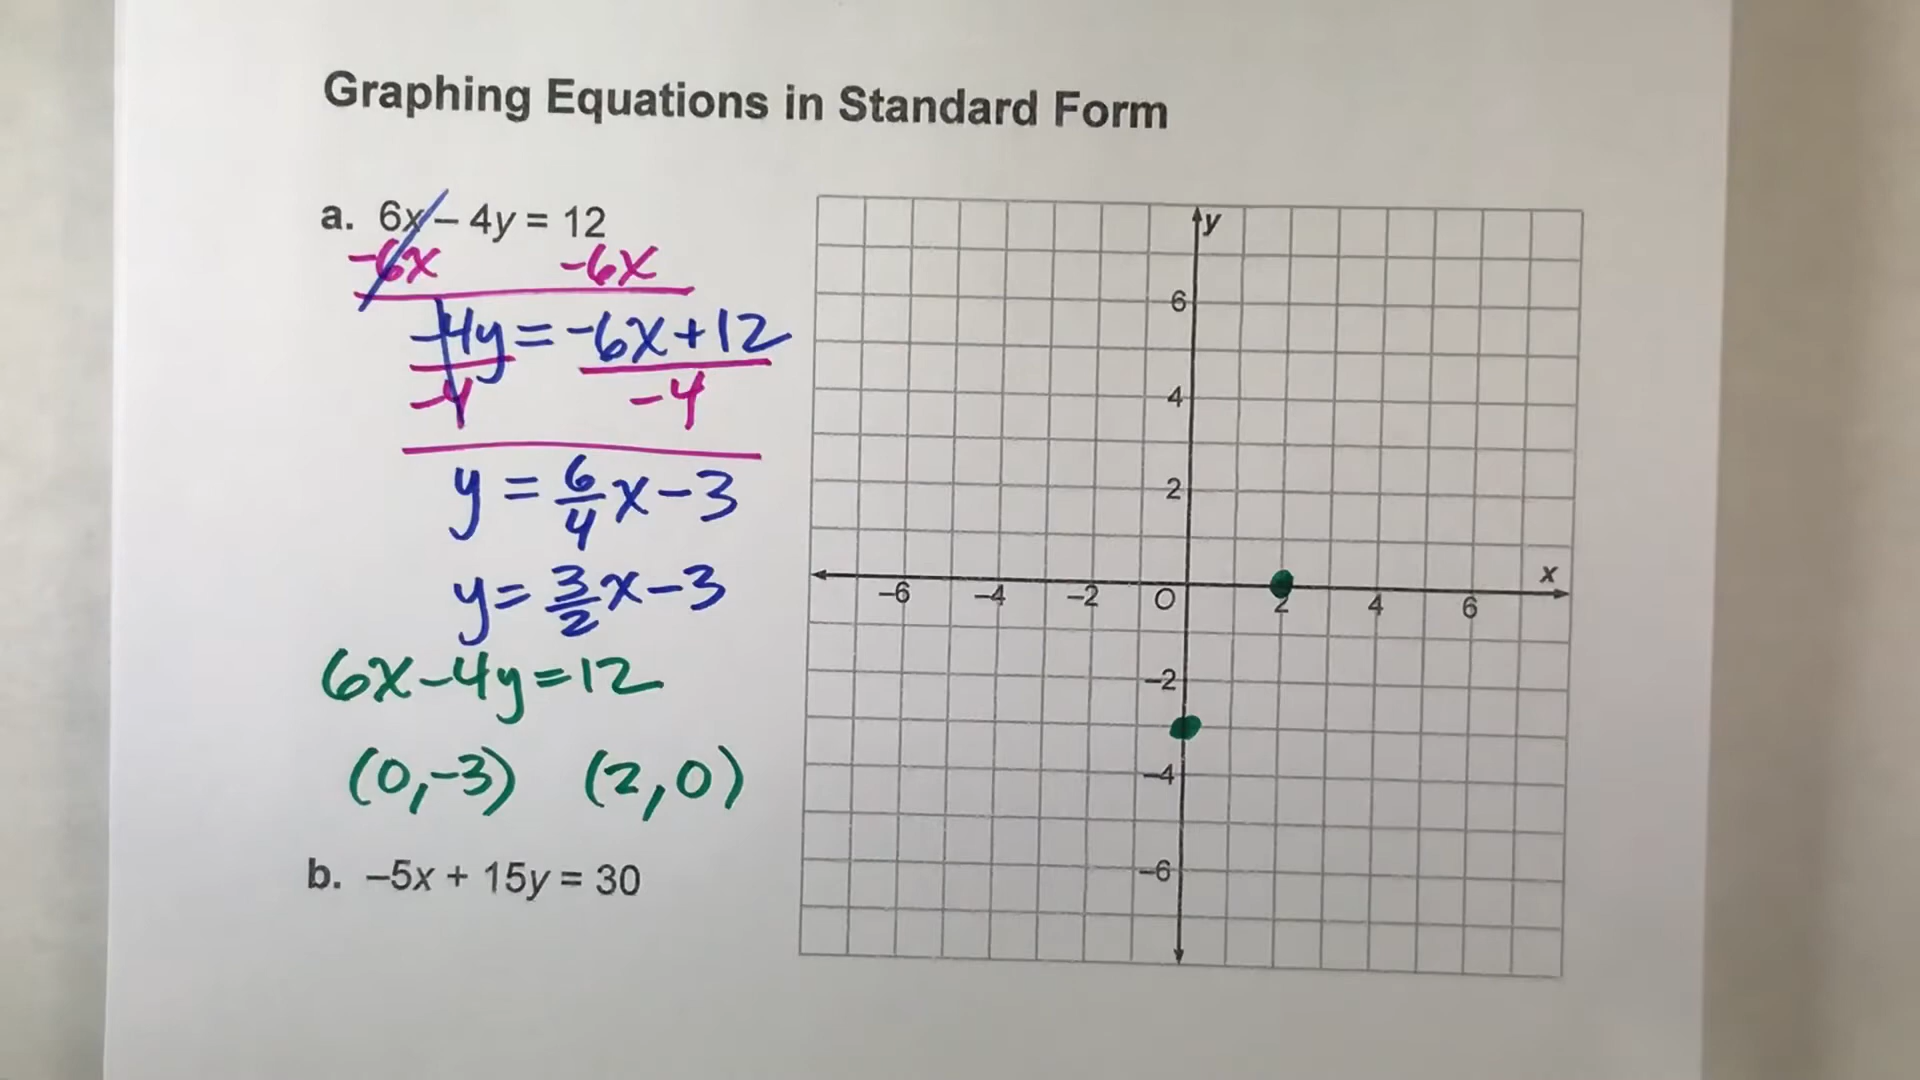 Graphing Equations in Standard Form
a. 6x – 4y = 12
-6x -6x
-4y = -6x + 12
-4 -4
y = 6/4 x - 3
y = 3/2 x - 3
6x - 4y = 12
(0, -3) (2, 0)
b. –5x + 15y = 30
y
6
4
2
x
–6 –4 –2 O 2 4 6
–2
–4
–6